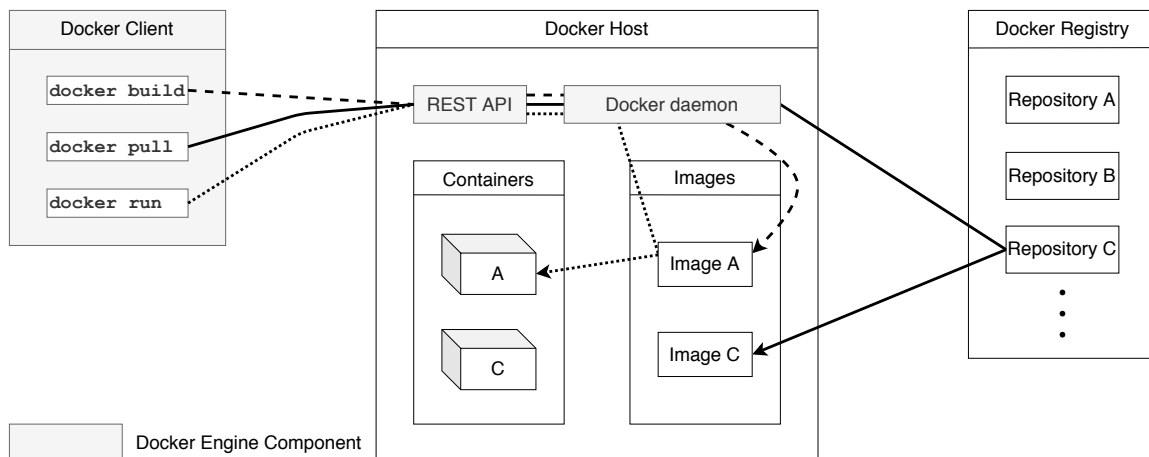 Docker Client
docker build
docker pull
docker run
Docker Host
REST API
Docker daemon
Containers
A
C
Images
Image A
Image C
Docker Registry
Repository A
Repository B
Repository C
Docker Engine Component